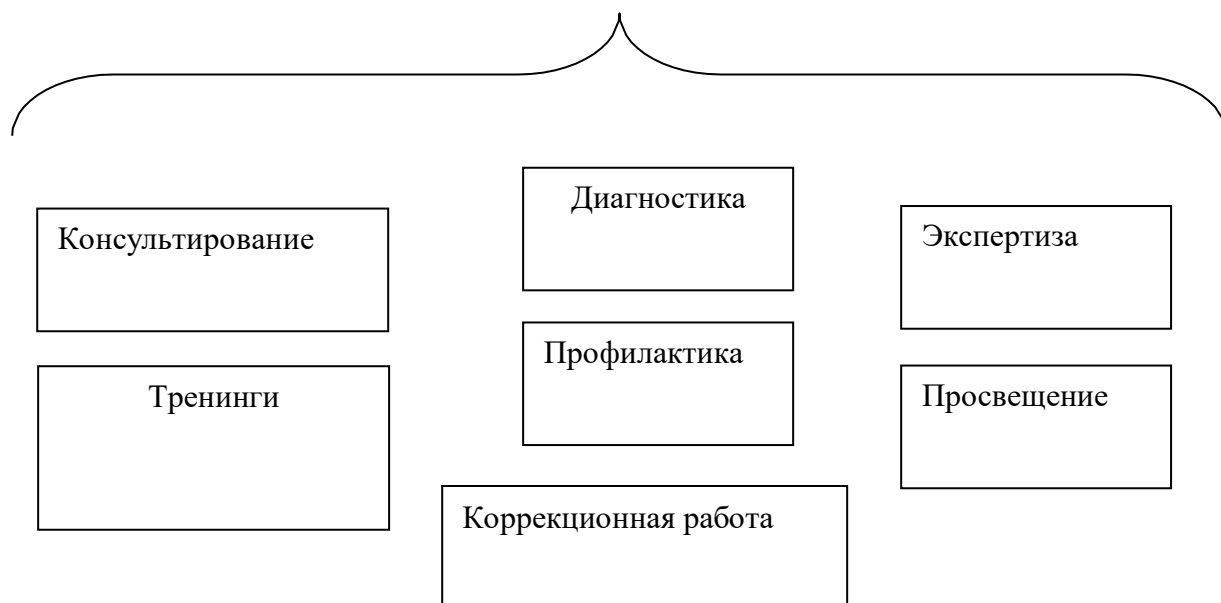 Диагностика
Консультирование
Экспертиза
Профилактика
Тренинги
Просвещение
Коррекционная работа